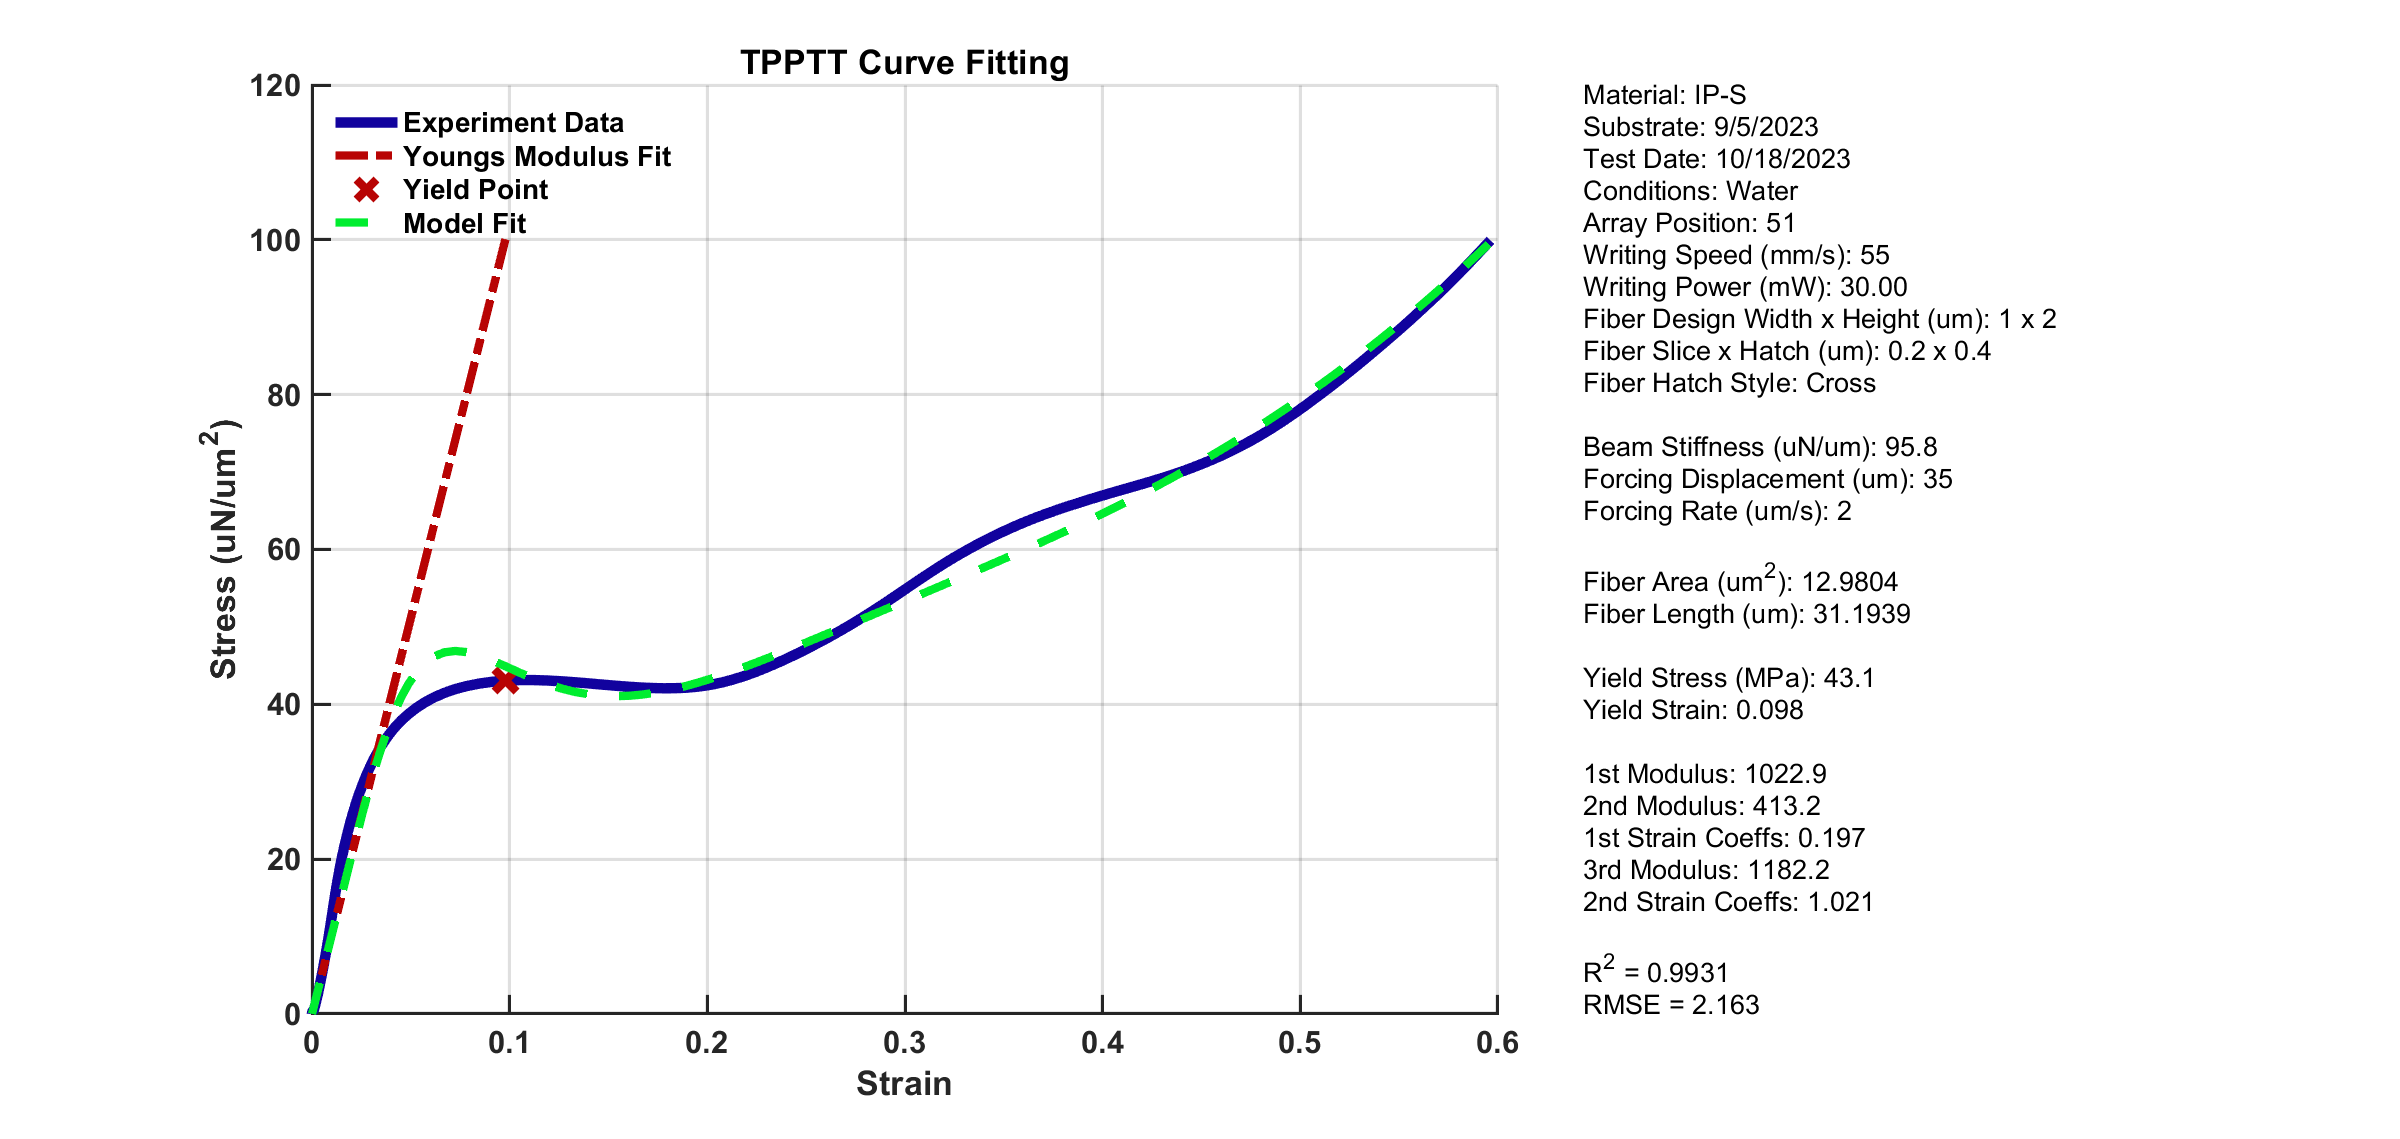 TPPTT Curve Fitting
120
100
80
60
40
20
0
0 0.1 0.2 0.3 0.4 0.5 0.6
Strain
Stress (uN/um²)
Experiment Data
Youngs Modulus Fit
Yield Point
Model Fit
Material: IP-S
Substrate: 9/5/2023
Test Date: 10/18/2023
Conditions: Water
Array Position: 51
Writing Speed (mm/s): 55
Writing Power (mW): 30.00
Fiber Design Width x Height (um): 1 x 2
Fiber Slice x Hatch (um): 0.2 x 0.4
Fiber Hatch Style: Cross
Beam Stiffness (uN/um): 95.8
Forcing Displacement (um): 35
Forcing Rate (um/s): 2
Fiber Area (um²): 12.9804
Fiber Length (um): 31.1939
Yield Stress (MPa): 43.1
Yield Strain: 0.098
1st Modulus: 1022.9
2nd Modulus: 413.2
1st Strain Coeffs: 0.197
3rd Modulus: 1182.2
2nd Strain Coeffs: 1.021
R² = 0.9931
RMSE = 2.163